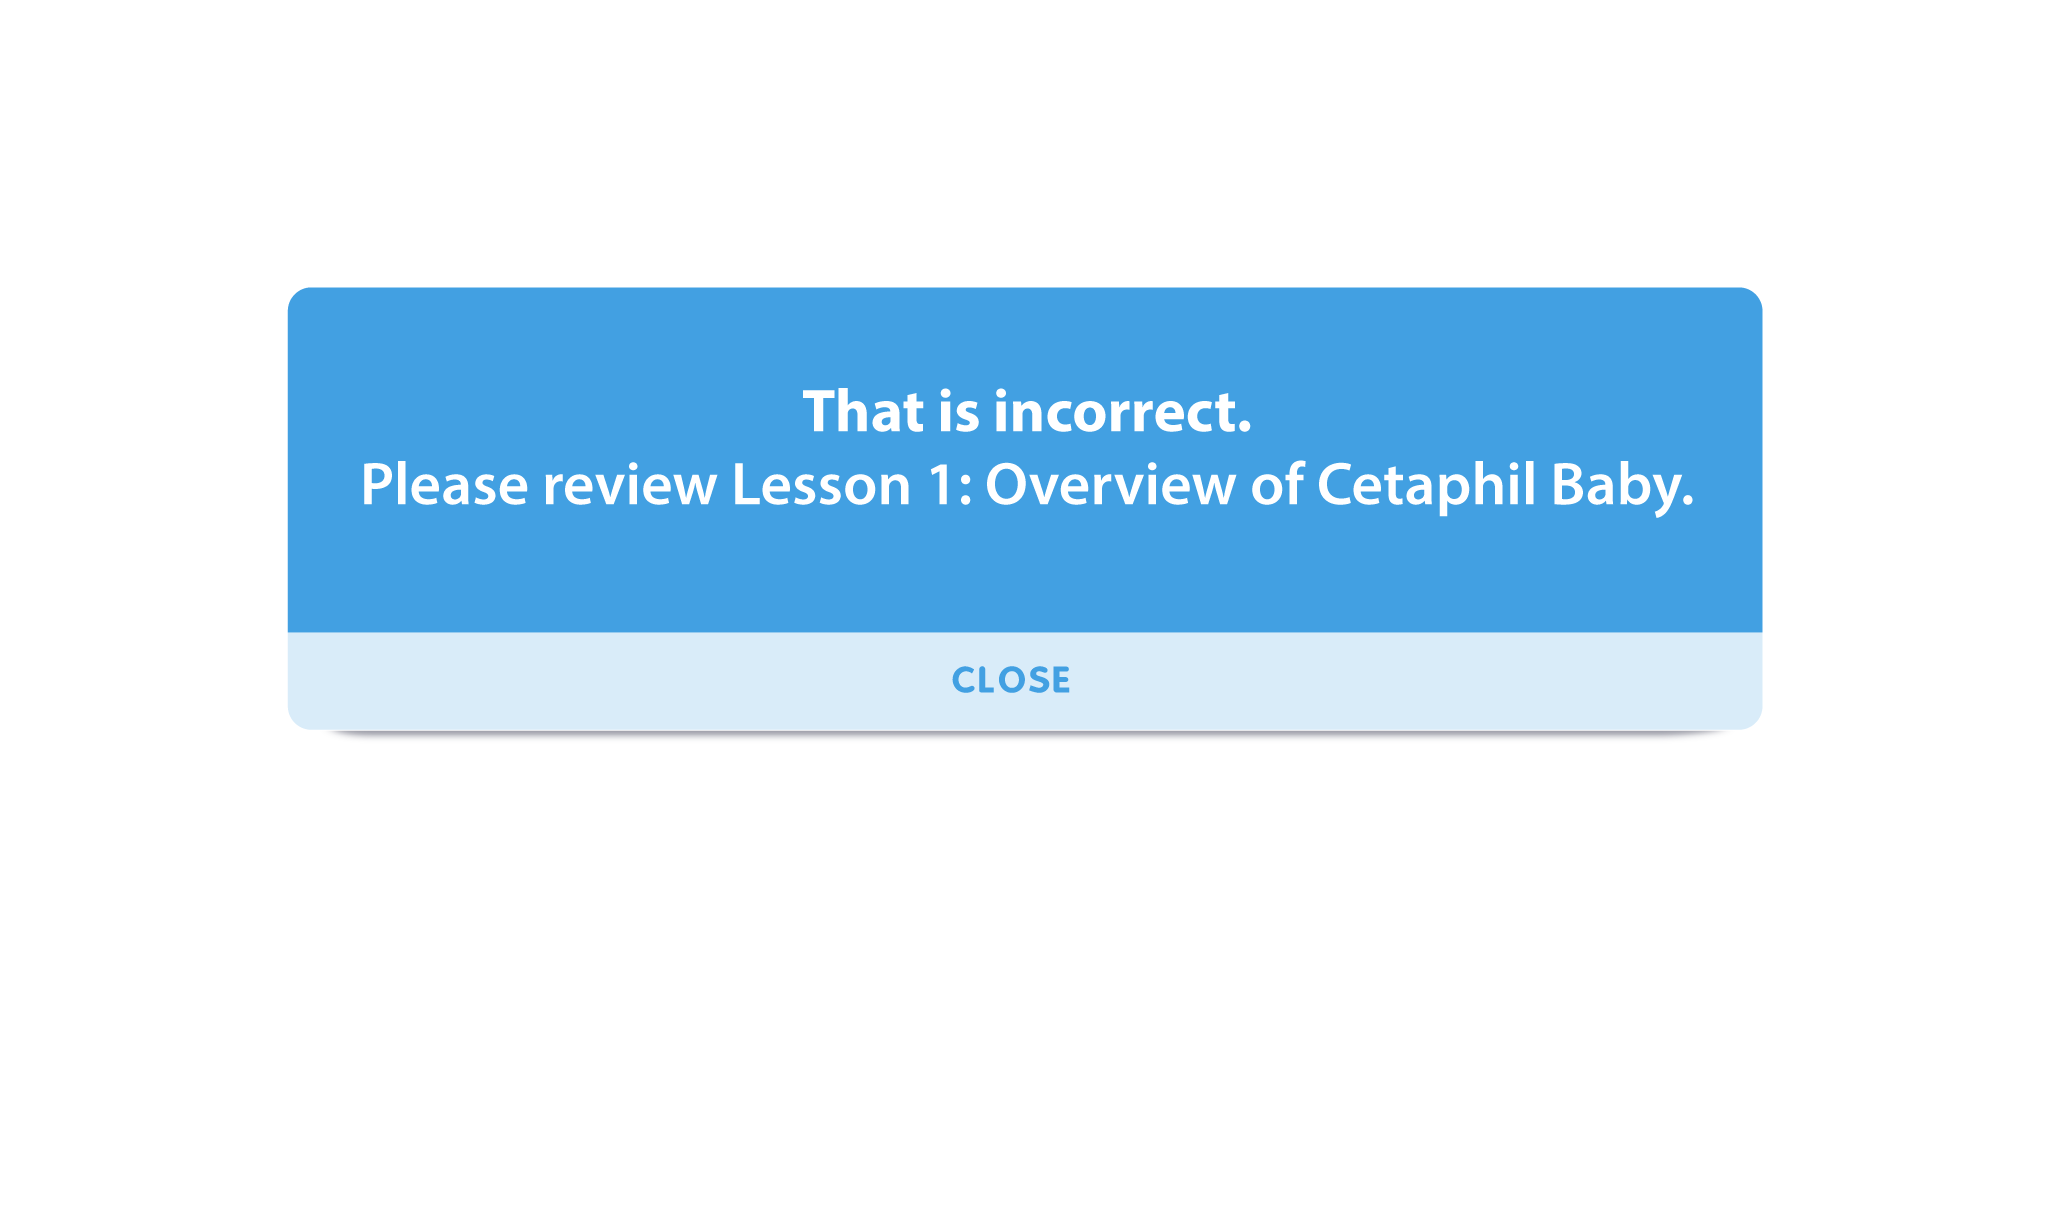 That is incorrect.
Please review Lesson 1: Overview of Cetaphil Baby.
CLOSE